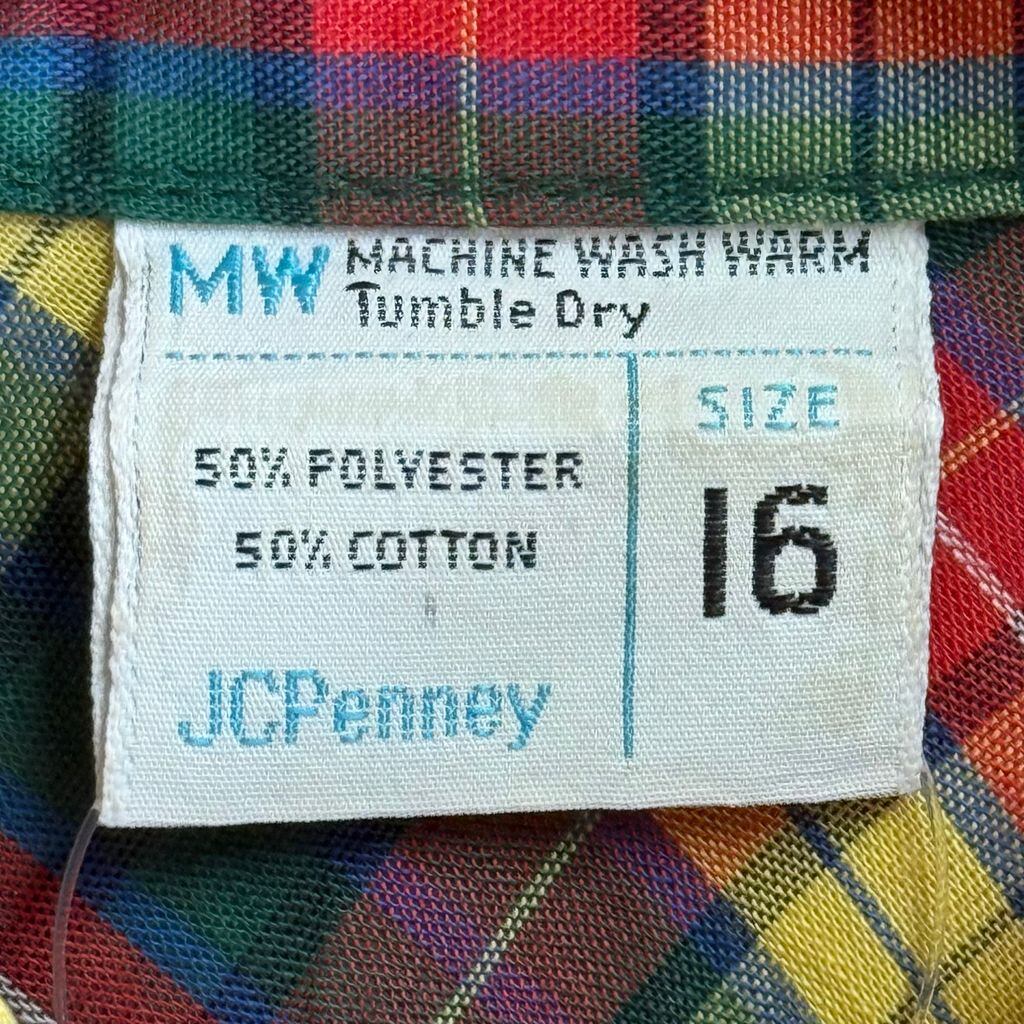 MW MACHINE WASH WARM
Tumble Dry
SIZE
50% POLYESTER
50% COTTON
16
JCPenney